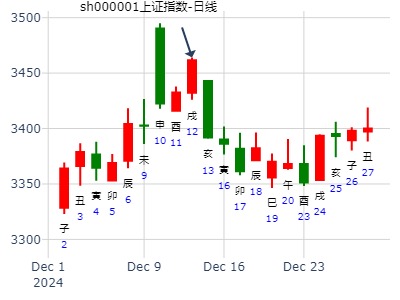 sh000001上证指数-日线
3500
3450
3400
3350
3300
子
2
丑
3
寅
4
卯
5
辰
6
未
9
申
10
酉
11
戌
12
亥
13
寅
16
卯
17
辰
18
巳
19
午
20
酉
23
戌
24
亥
25
子
26
丑
27
Dec 1
2024
Dec 9
Dec 16
Dec 23